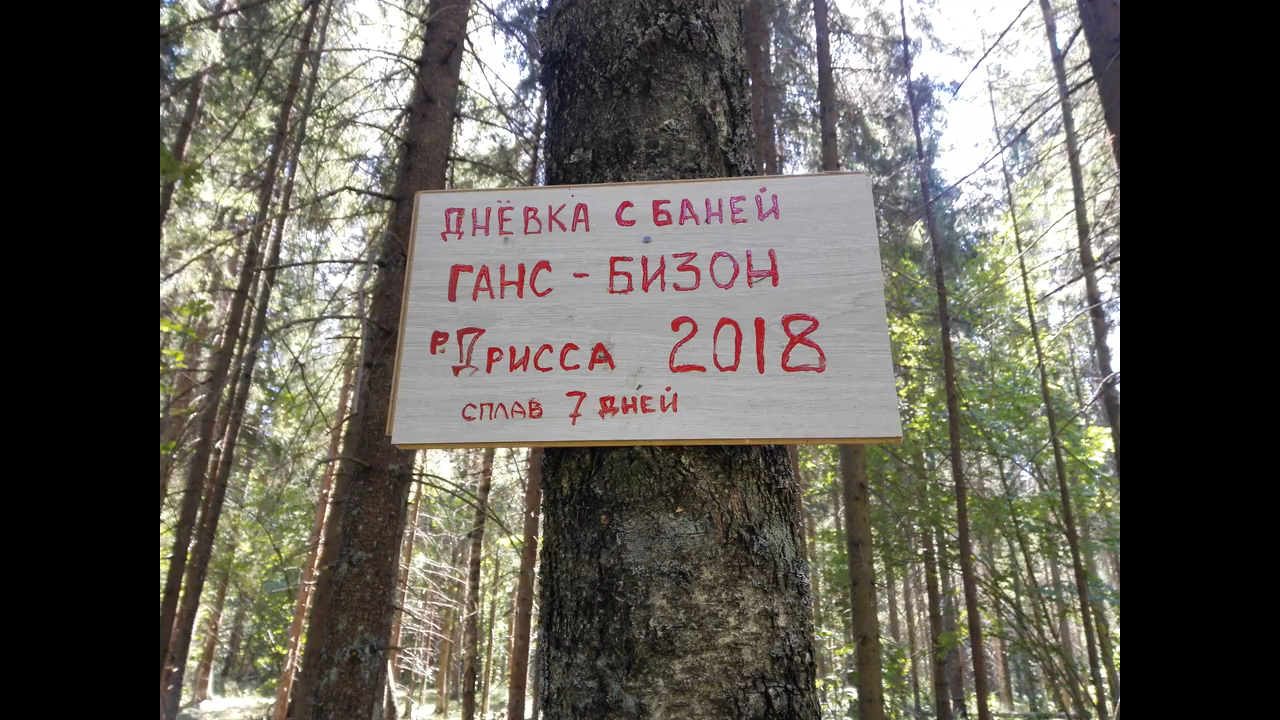 ДНЁВКА С БАНЕЙ
ГАНС - БИЗОН
Р. ДРИССА 2018
СПЛАВ 7 ДНЕЙ